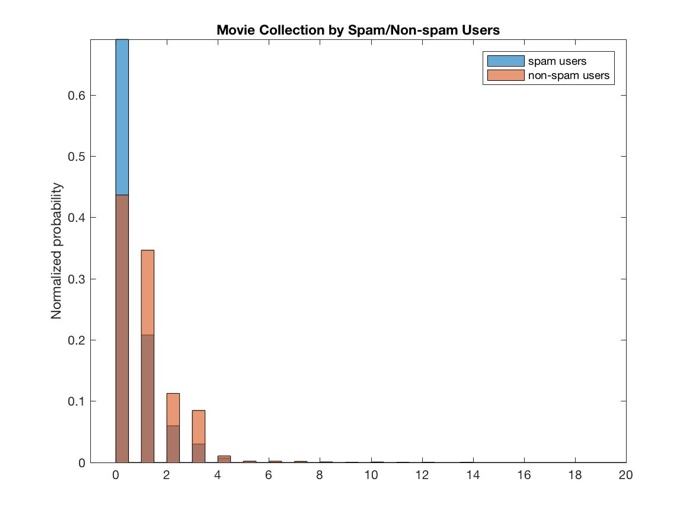 Movie Collection by Spam/Non-spam Users
spam users
non-spam users
Normalized probability
0.6
0.5
0.4
0.3
0.2
0.1
0
0 2 4 6 8 10 12 14 16 18 20